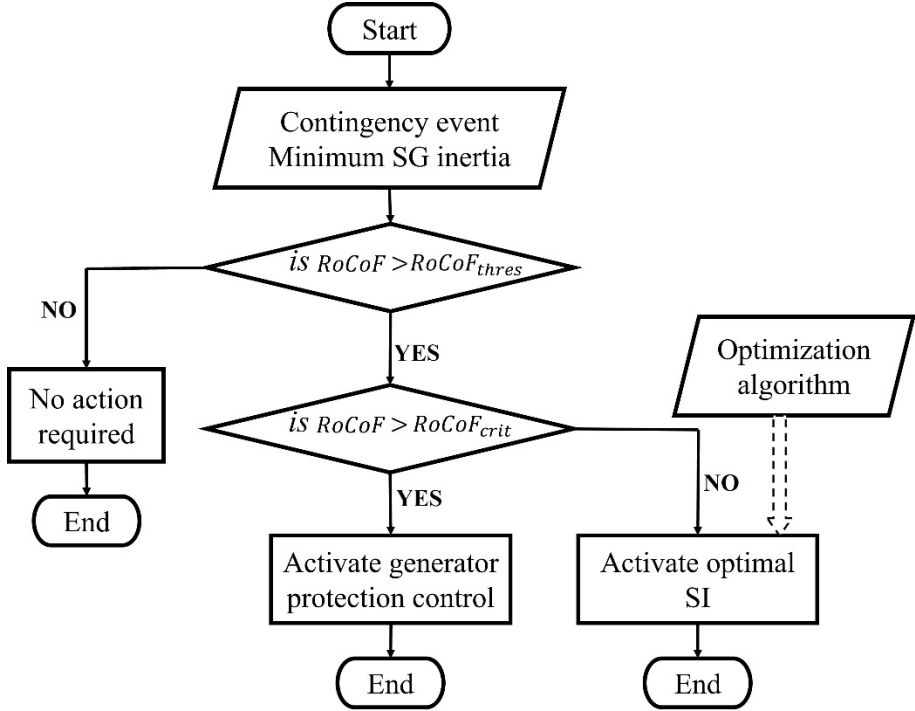 Start
Contingency event
Minimum SG inertia
is RoCoF > RoCoF_thres
NO
YES
Optimization
algorithm
No action
required
is RoCoF > RoCoF_crit
End
YES
NO
Activate generator
protection control
Activate optimal
SI
End
End